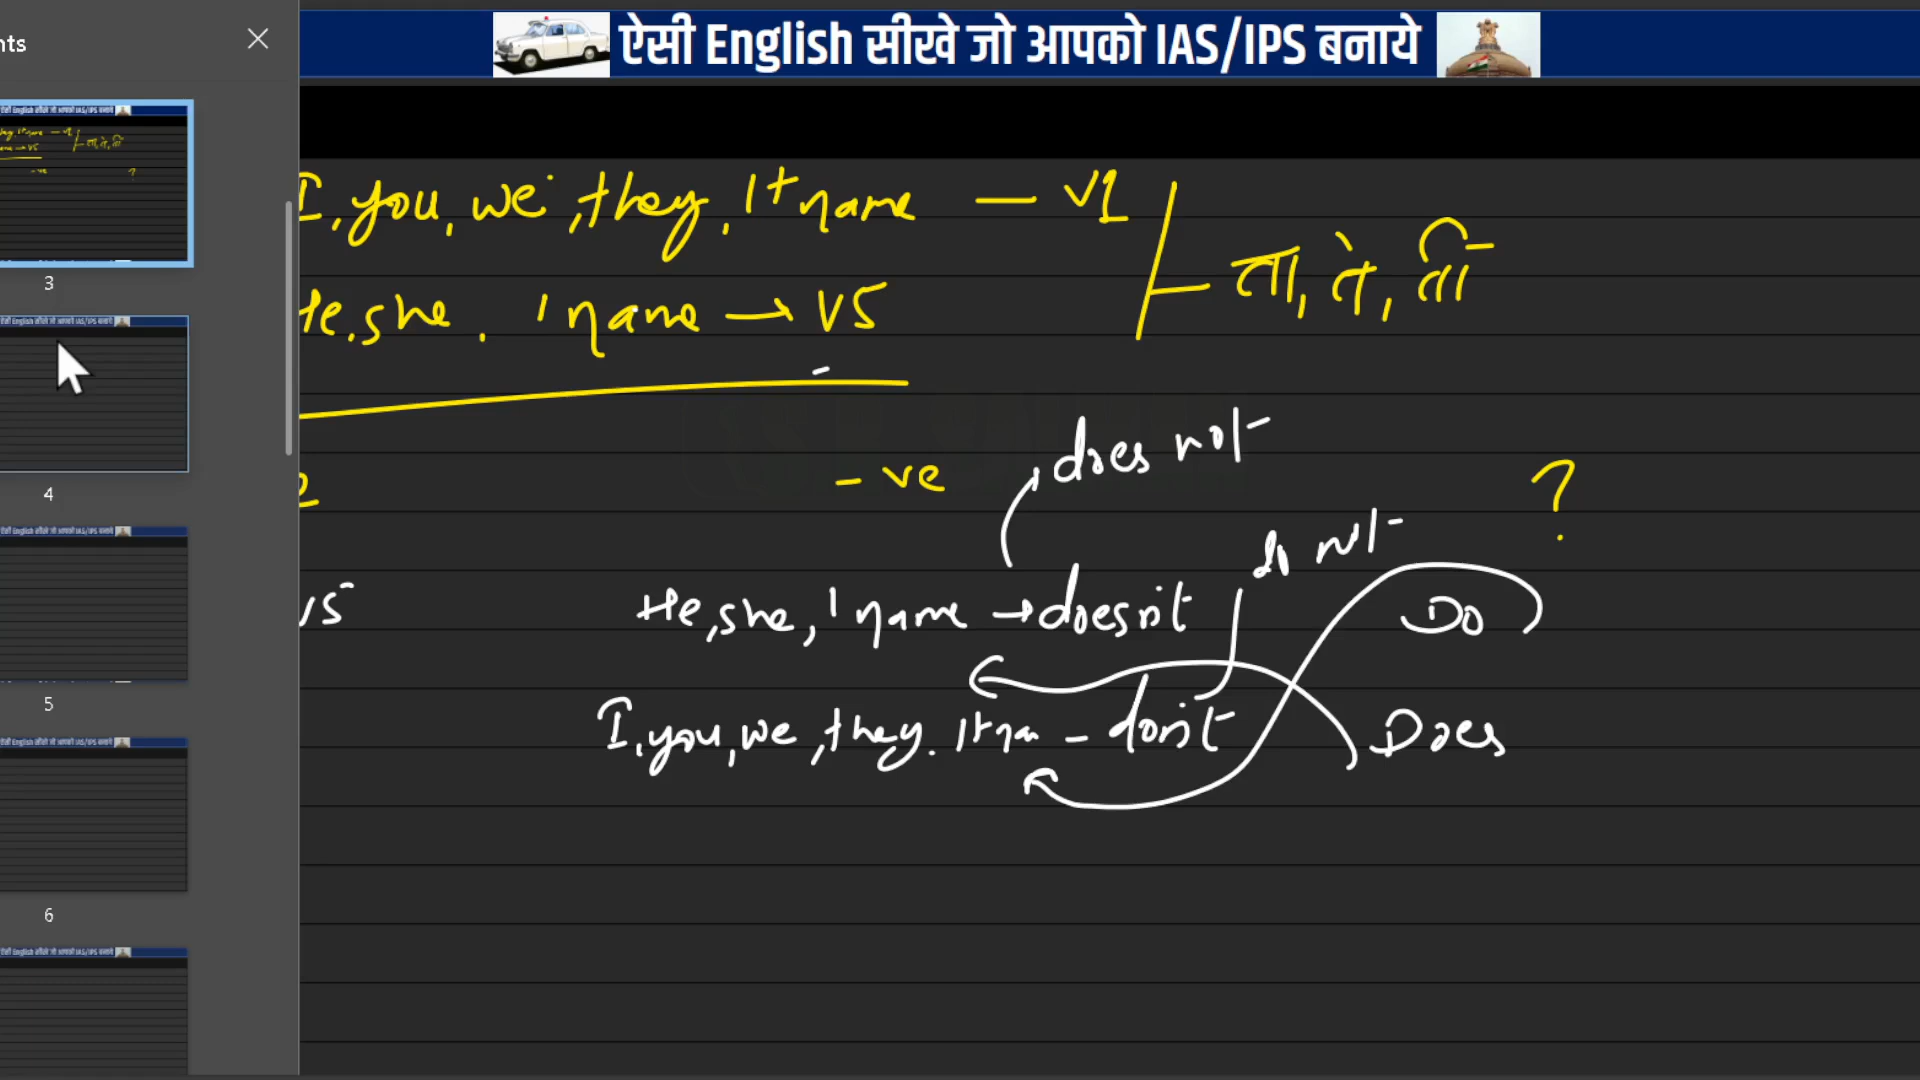 nts
ऐसी English सीखे जो आपको IAS/IPS बनाये
I, you, we, they, 1+ name — V1
ता, ते, ती
He, she. 1 name → V5
does not
-ve
?
do not
V5
He, she, 1 name → doesn't
Do
I, you, we, they. 1+ na - don't
Does
3
4
5
6